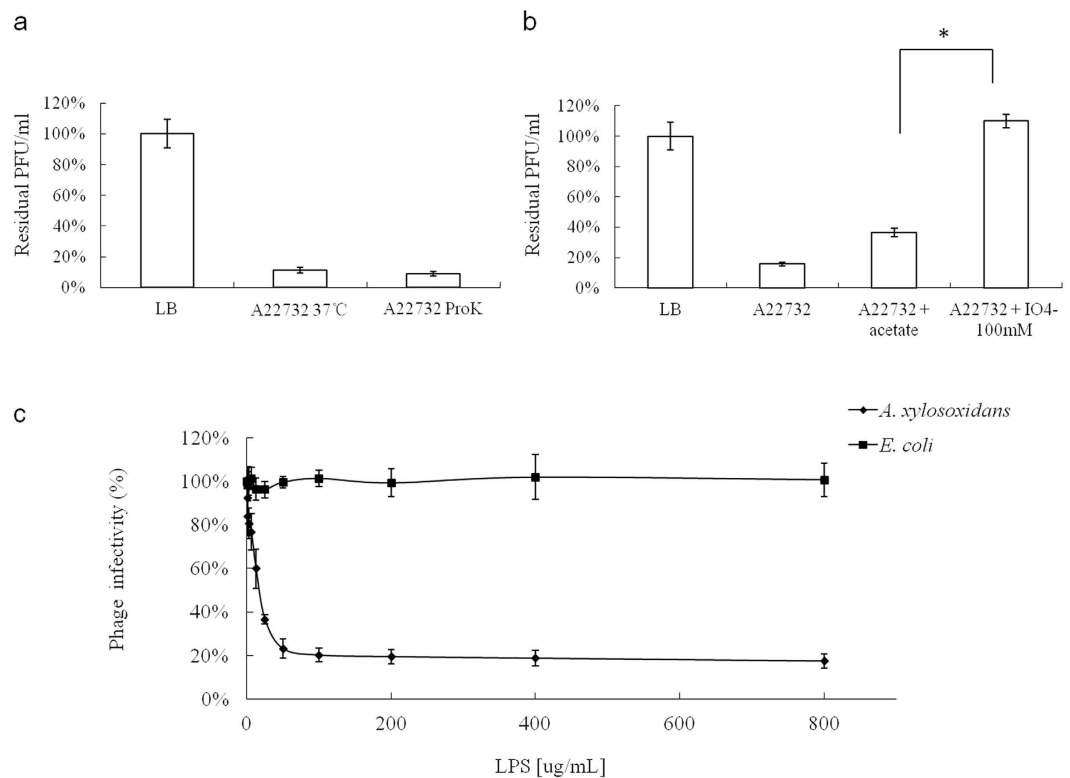 a
Residual PFU/ml
120%
100%
80%
60%
40%
20%
0%
LB
A22732 37℃
A22732 ProK
b
*
Residual PFU/ml
120%
100%
80%
60%
40%
20%
0%
LB
A22732
A22732 +
acetate
A22732 + IO4-
100mM
c
A. xylosoxidans
E. coli
Phage infectivity (%)
120%
100%
80%
60%
40%
20%
0%
0
200
400
600
800
LPS [ug/mL]